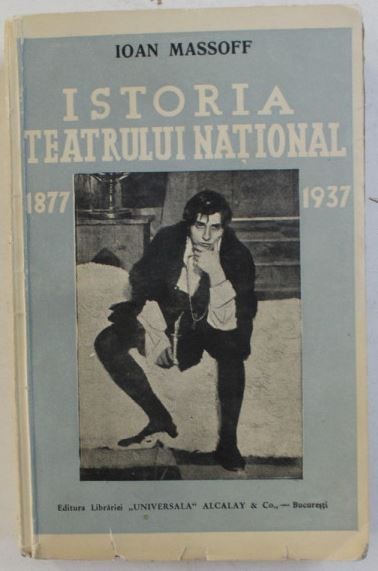 IOAN MASSOFF
ISTORIA
TEATRULUI NAȚIONAL
1877 1937
Editura Librăriei „UNIVERSALA" ALCALAY & Co., — București